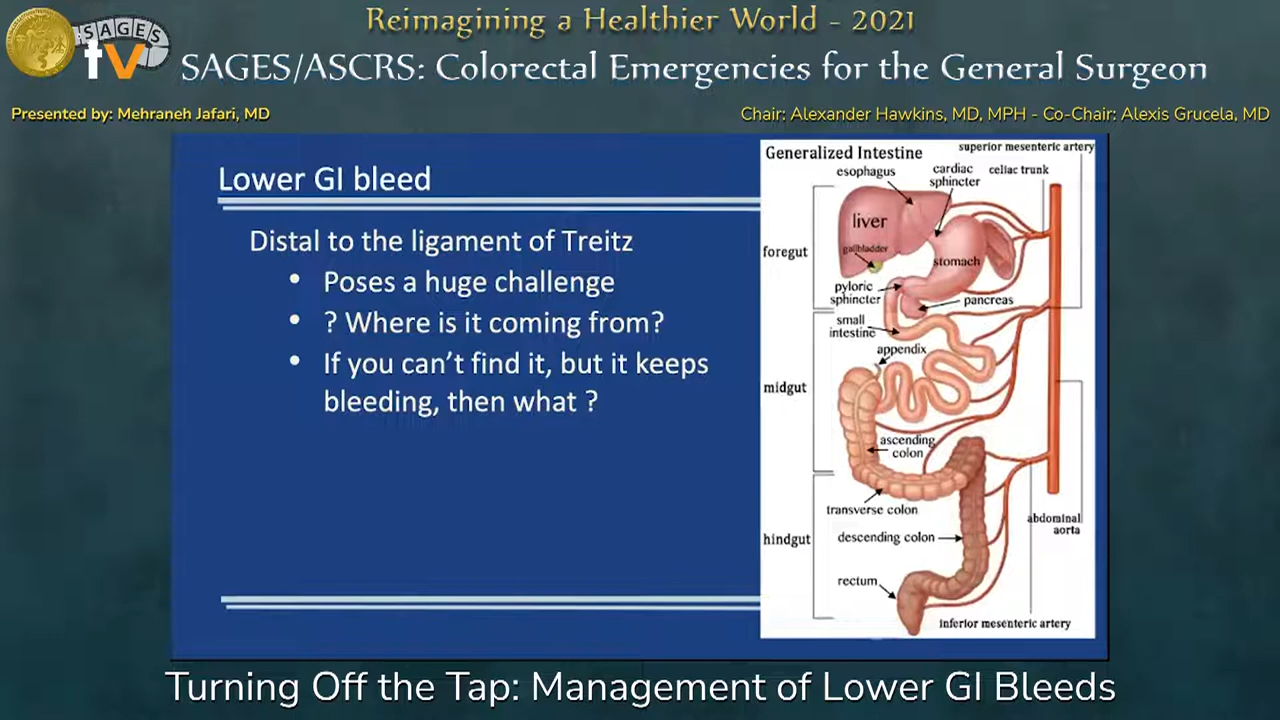 Reimagining a Healthier World - 2021
SAGES
tv
SAGES/ASCRS: Colorectal Emergencies for the General Surgeon
Presented by: Mehraneh Jafari, MD
Chair: Alexander Hawkins, MD, MPH - Co-Chair: Alexis Grucela, MD
Lower GI bleed
Distal to the ligament of Treitz
• Poses a huge challenge
• ? Where is it coming from?
• If you can’t find it, but it keeps
bleeding, then what ?
Generalized Intestine
superior mesenteric artery
esophagus
cardiac
sphincter
celiac trunk
liver
gallbladder
foregut
stomach
pyloric
sphincter
pancreas
small
intestine
appendix
midgut
ascending
colon
transverse colon
abdominal
aorta
hindgut
descending colon
rectum
inferior mesenteric artery
Turning Off the Tap: Management of Lower GI Bleeds